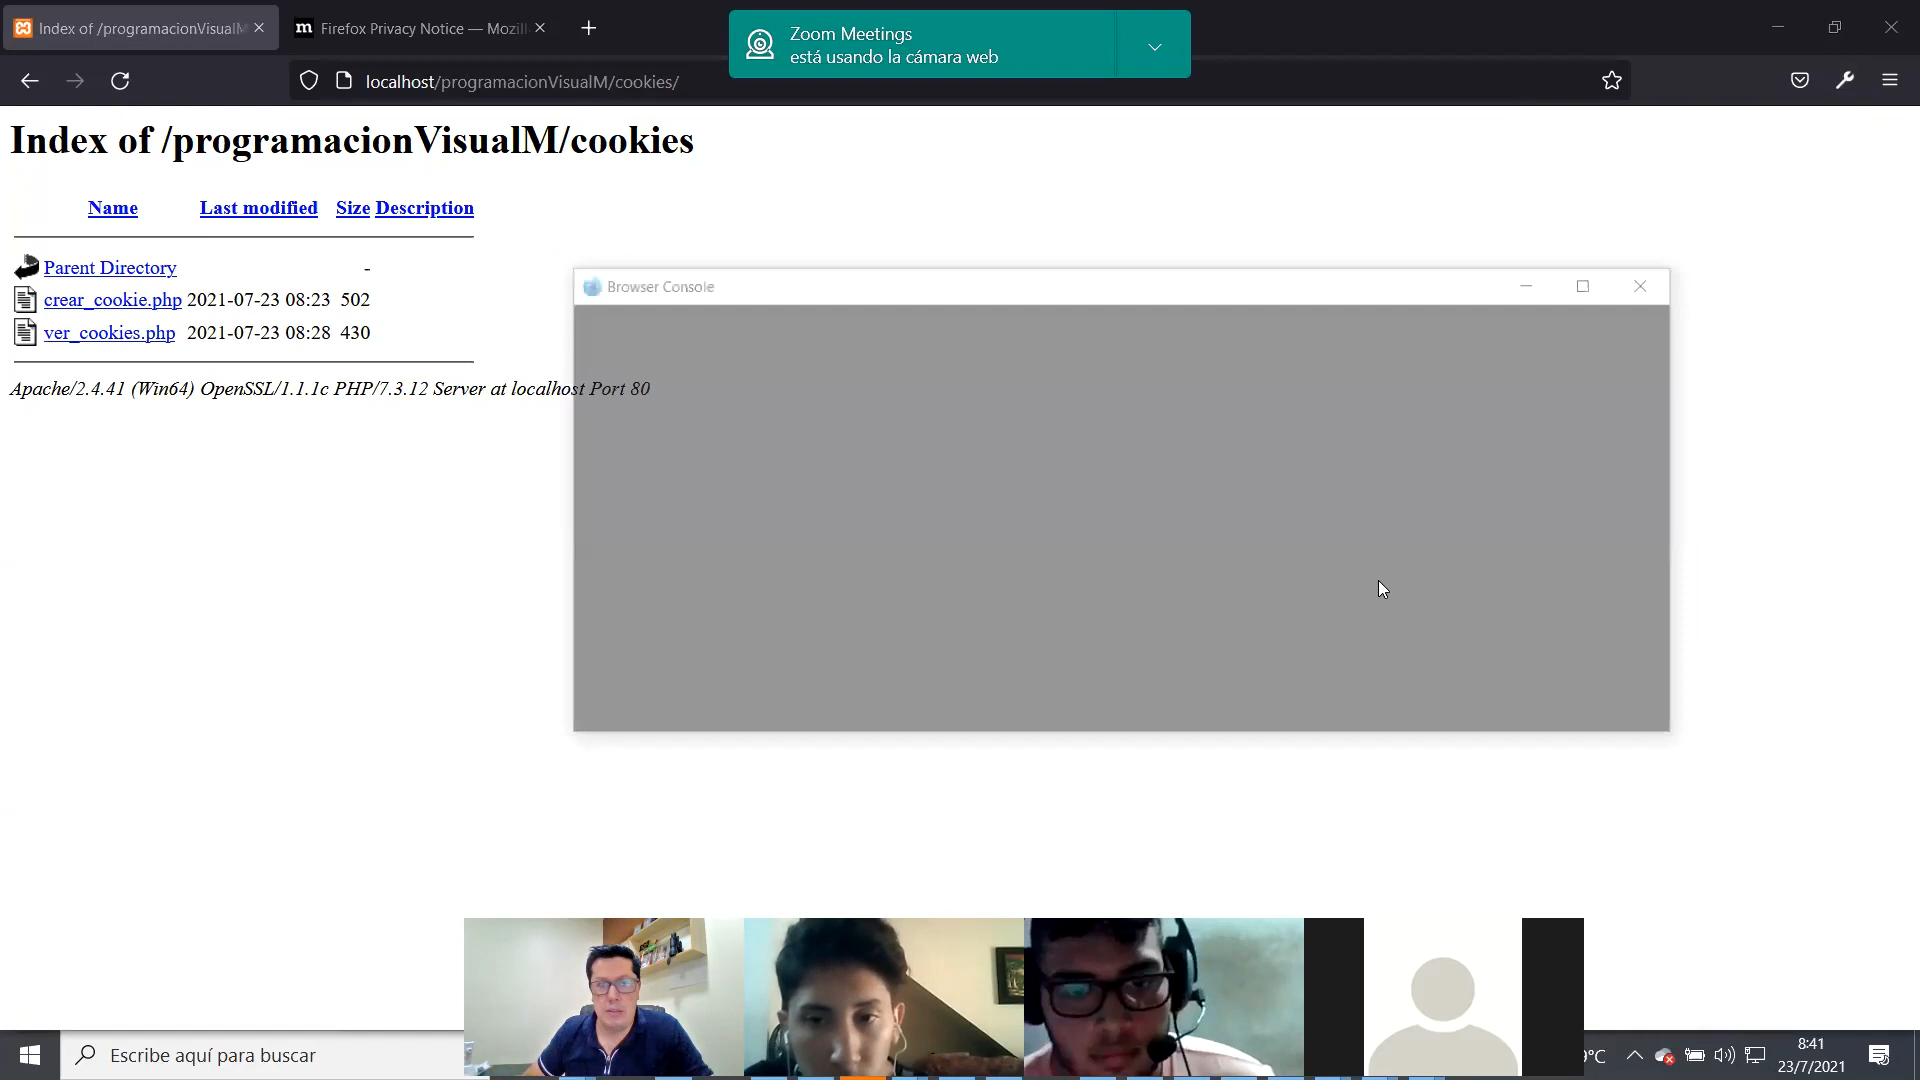 Index of /programacionVisualM
Firefox Privacy Notice — Mozill
Zoom Meetings
está usando la cámara web
localhost/programacionVisualM/cookies/
Index of /programacionVisualM/cookies
Name Last modified Size Description
Parent Directory -
crear_cookie.php 2021-07-23 08:23 502
ver_cookies.php 2021-07-23 08:28 430
Apache/2.4.41 (Win64) OpenSSL/1.1.1c PHP/7.3.12 Server at localhost Port 80
Browser Console
Escribe aquí para buscar
9°C
8:41
23/7/2021